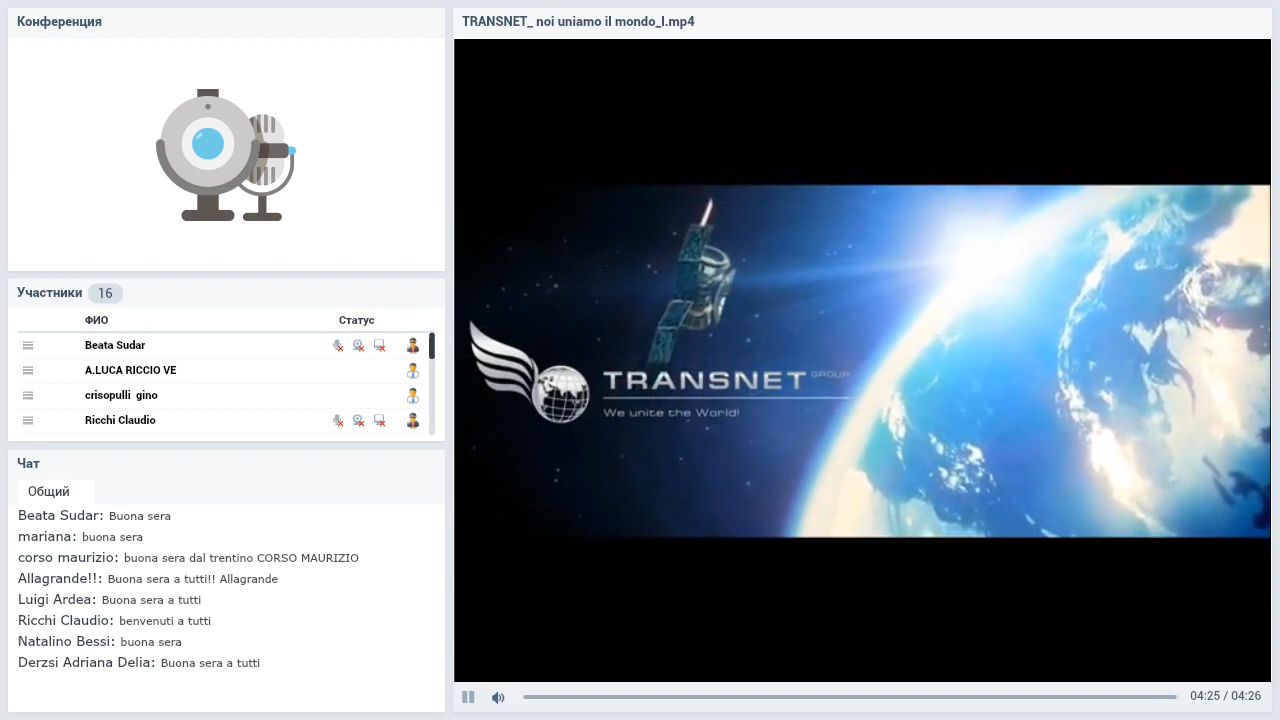 Конференция
Участники 16
ФИО Статус
Beata Sudar
A.LUCA RICCIO VE
crisopulli gino
Ricchi Claudio
Чат
Общий
Beata Sudar: Buona sera
mariana: buona sera
corso maurizio: buona sera dal trentino CORSO MAURIZIO
Allagrande!!: Buona sera a tutti!! Allagrande
Luigi Ardea: Buona sera a tutti
Ricchi Claudio: benvenuti a tutti
Natalino Bessi: buona sera
Derzsi Adriana Delia: Buona sera a tutti
TRANSNET_ noi uniamo il mondo_I.mp4
TRANSNET GROUP
We unite the World!
04:25 / 04:26